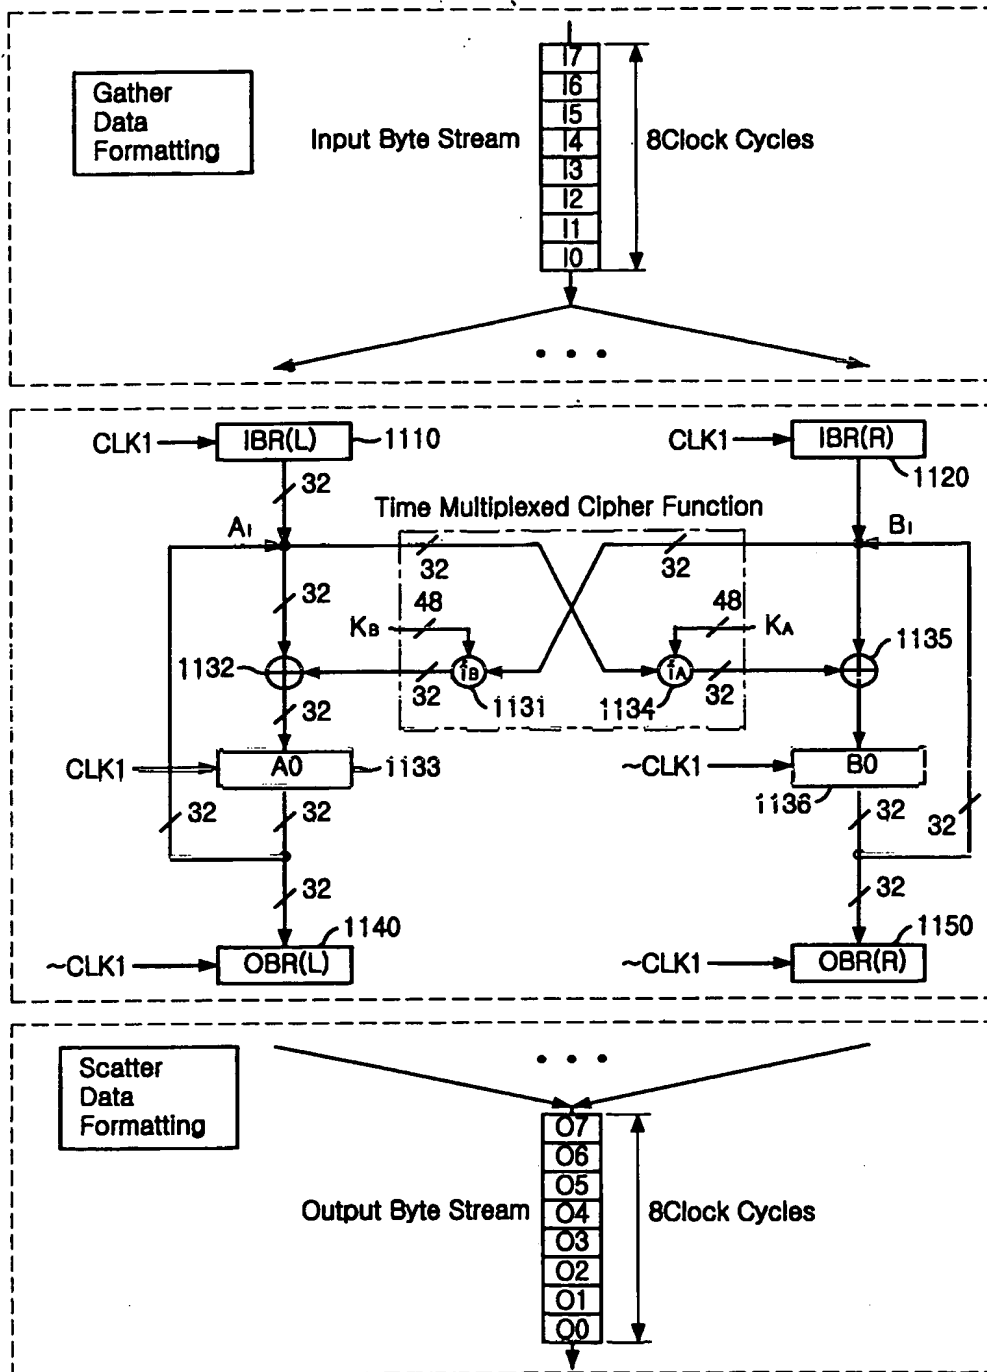 Gather
Data
Formatting
Input Byte Stream
I7
I6
I5
I4
I3
I2
I1
I0
8Clock Cycles
CLK1
IBR(L)
1110
CLK1
IBR(R)
1120
32
Time Multiplexed Cipher Function
AI
BI
32
32
32
48
48
KB
KA
1132
32
fB
1131
fA
1134
32
1135
32
CLK1
A0
1133
~CLK1
B0
1136
32
32
32
32
32
32
1140
1150
~CLK1
OBR(L)
~CLK1
OBR(R)
Scatter
Data
Formatting
Output Byte Stream
O7
O6
O5
O4
O3
O2
O1
O0
8Clock Cycles